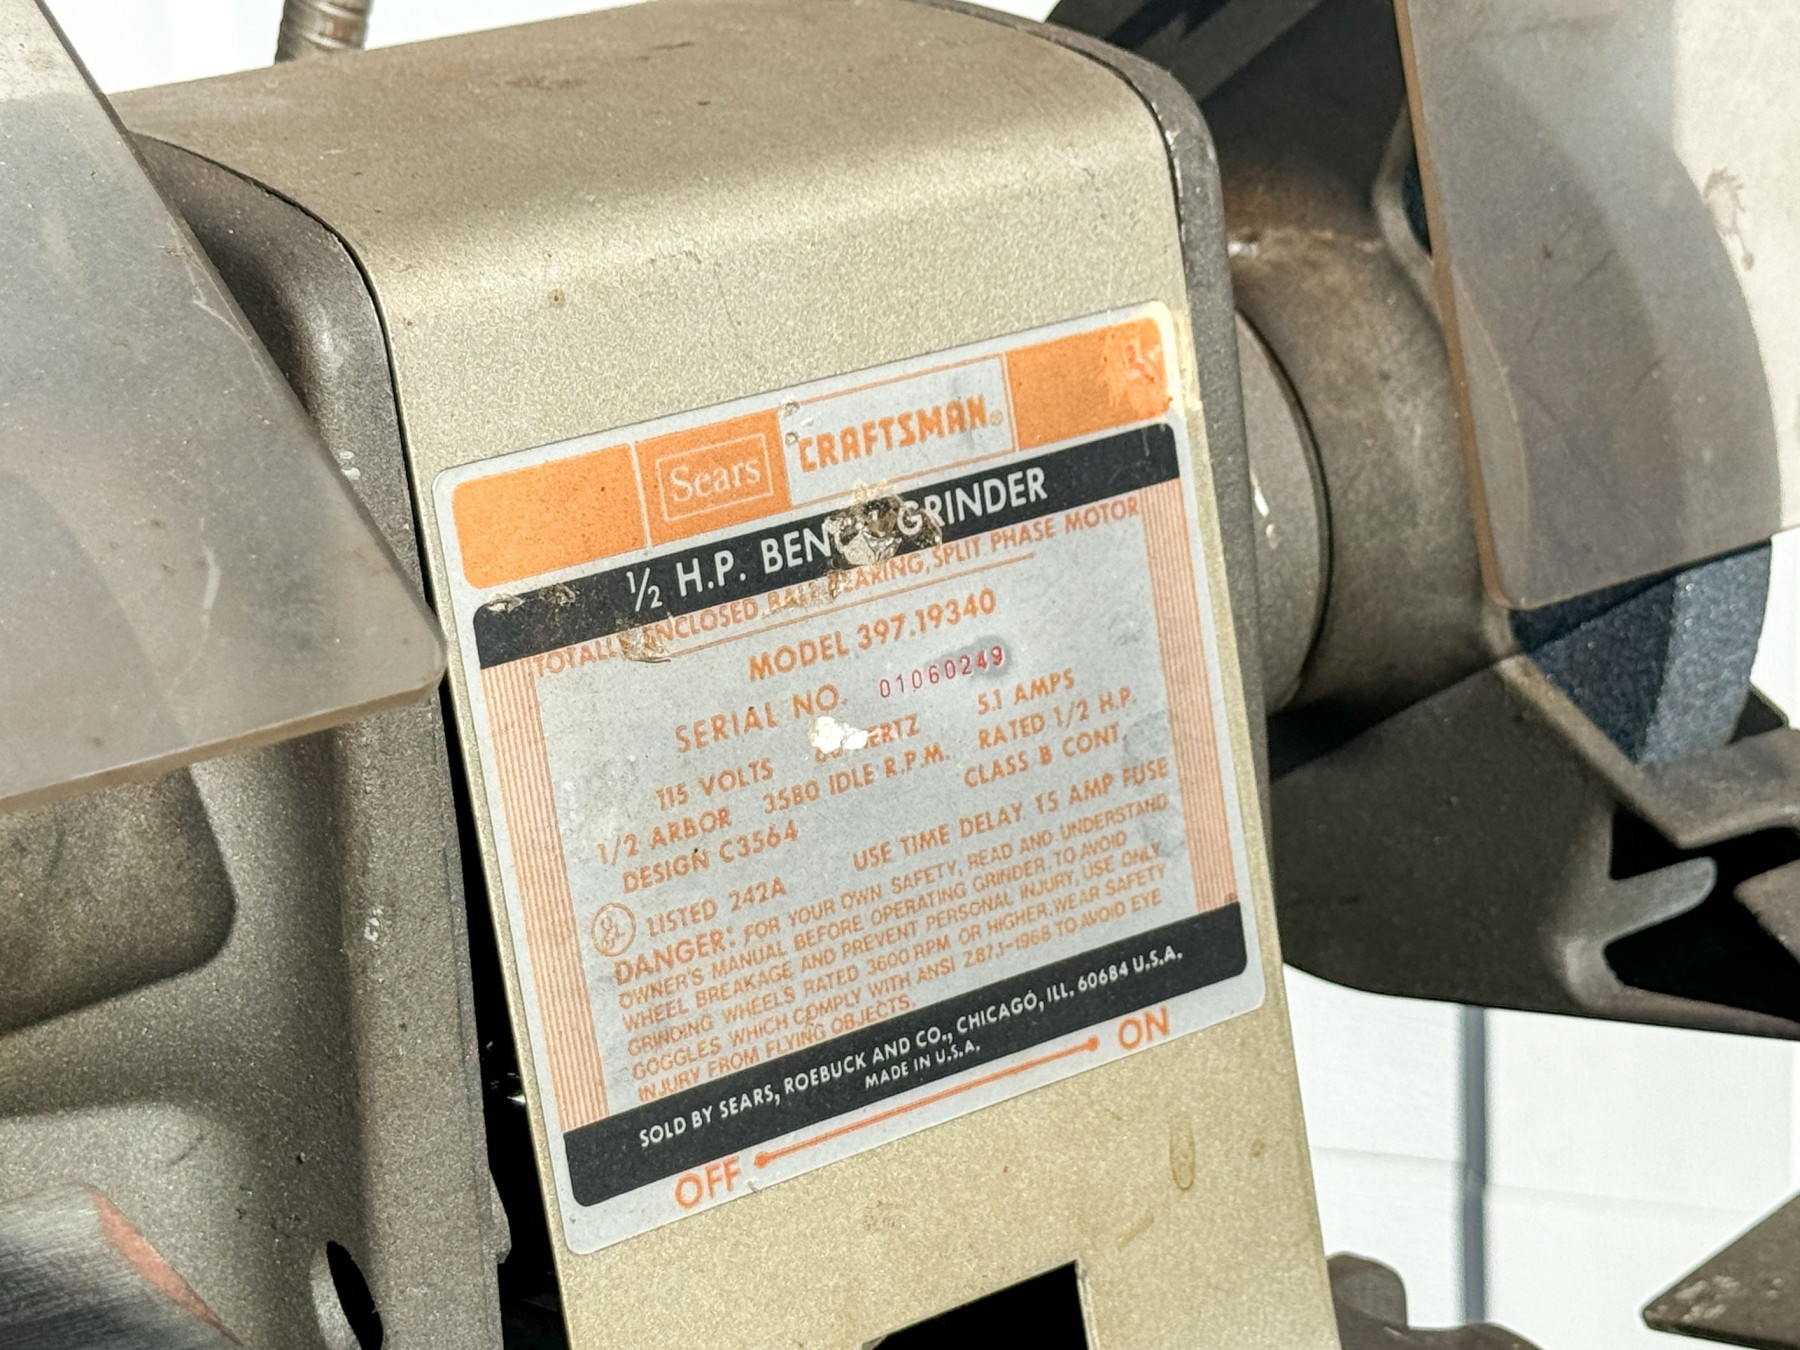 Sears CRAFTSMAN®
1/2 H.P. BENCH GRINDER
TOTALLY ENCLOSED, BALL BEARING, SPLIT PHASE MOTOR
MODEL 397.19340
SERIAL NO. 01060249
115 VOLTS 60 HERTZ 5.1 AMPS
1/2 ARBOR 3580 IDLE R.P.M. RATED 1/2 H.P.
DESIGN C3564 CLASS B CONT.
UL LISTED 242A USE TIME DELAY 15 AMP FUSE
DANGER: FOR YOUR OWN SAFETY, READ AND UNDERSTAND
OWNER'S MANUAL BEFORE OPERATING GRINDER, TO AVOID
WHEEL BREAKAGE AND PREVENT PERSONAL INJURY, USE ONLY
GRINDING WHEELS RATED 3600 RPM OR HIGHER. WEAR SAFETY
GOGGLES WHICH COMPLY WITH ANSI Z87.1-1968 TO AVOID EYE
INJURY FROM FLYING OBJECTS.
SOLD BY SEARS, ROEBUCK AND CO., CHICAGO, ILL. 60684 U.S.A.
MADE IN U.S.A.
OFF ON